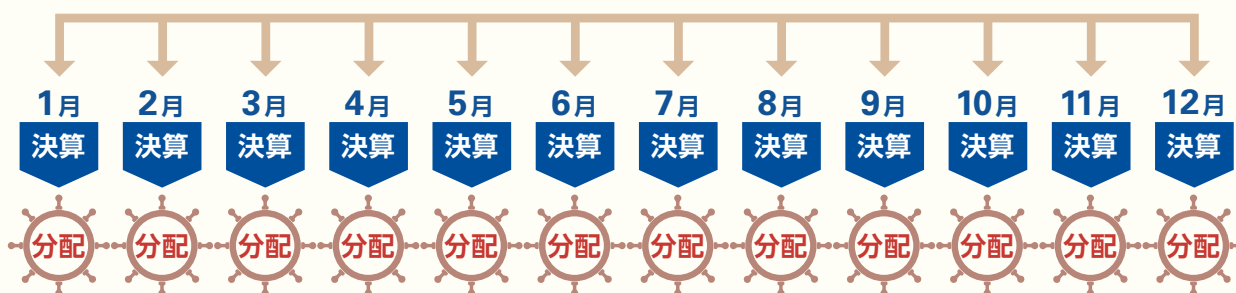 1月 2月 3月 4月 5月 6月 7月 8月 9月 10月 11月 12月
決算 決算 決算 決算 決算 決算 決算 決算 決算 決算 決算 決算
分配 分配 分配 分配 分配 分配 分配 分配 分配 分配 分配 分配